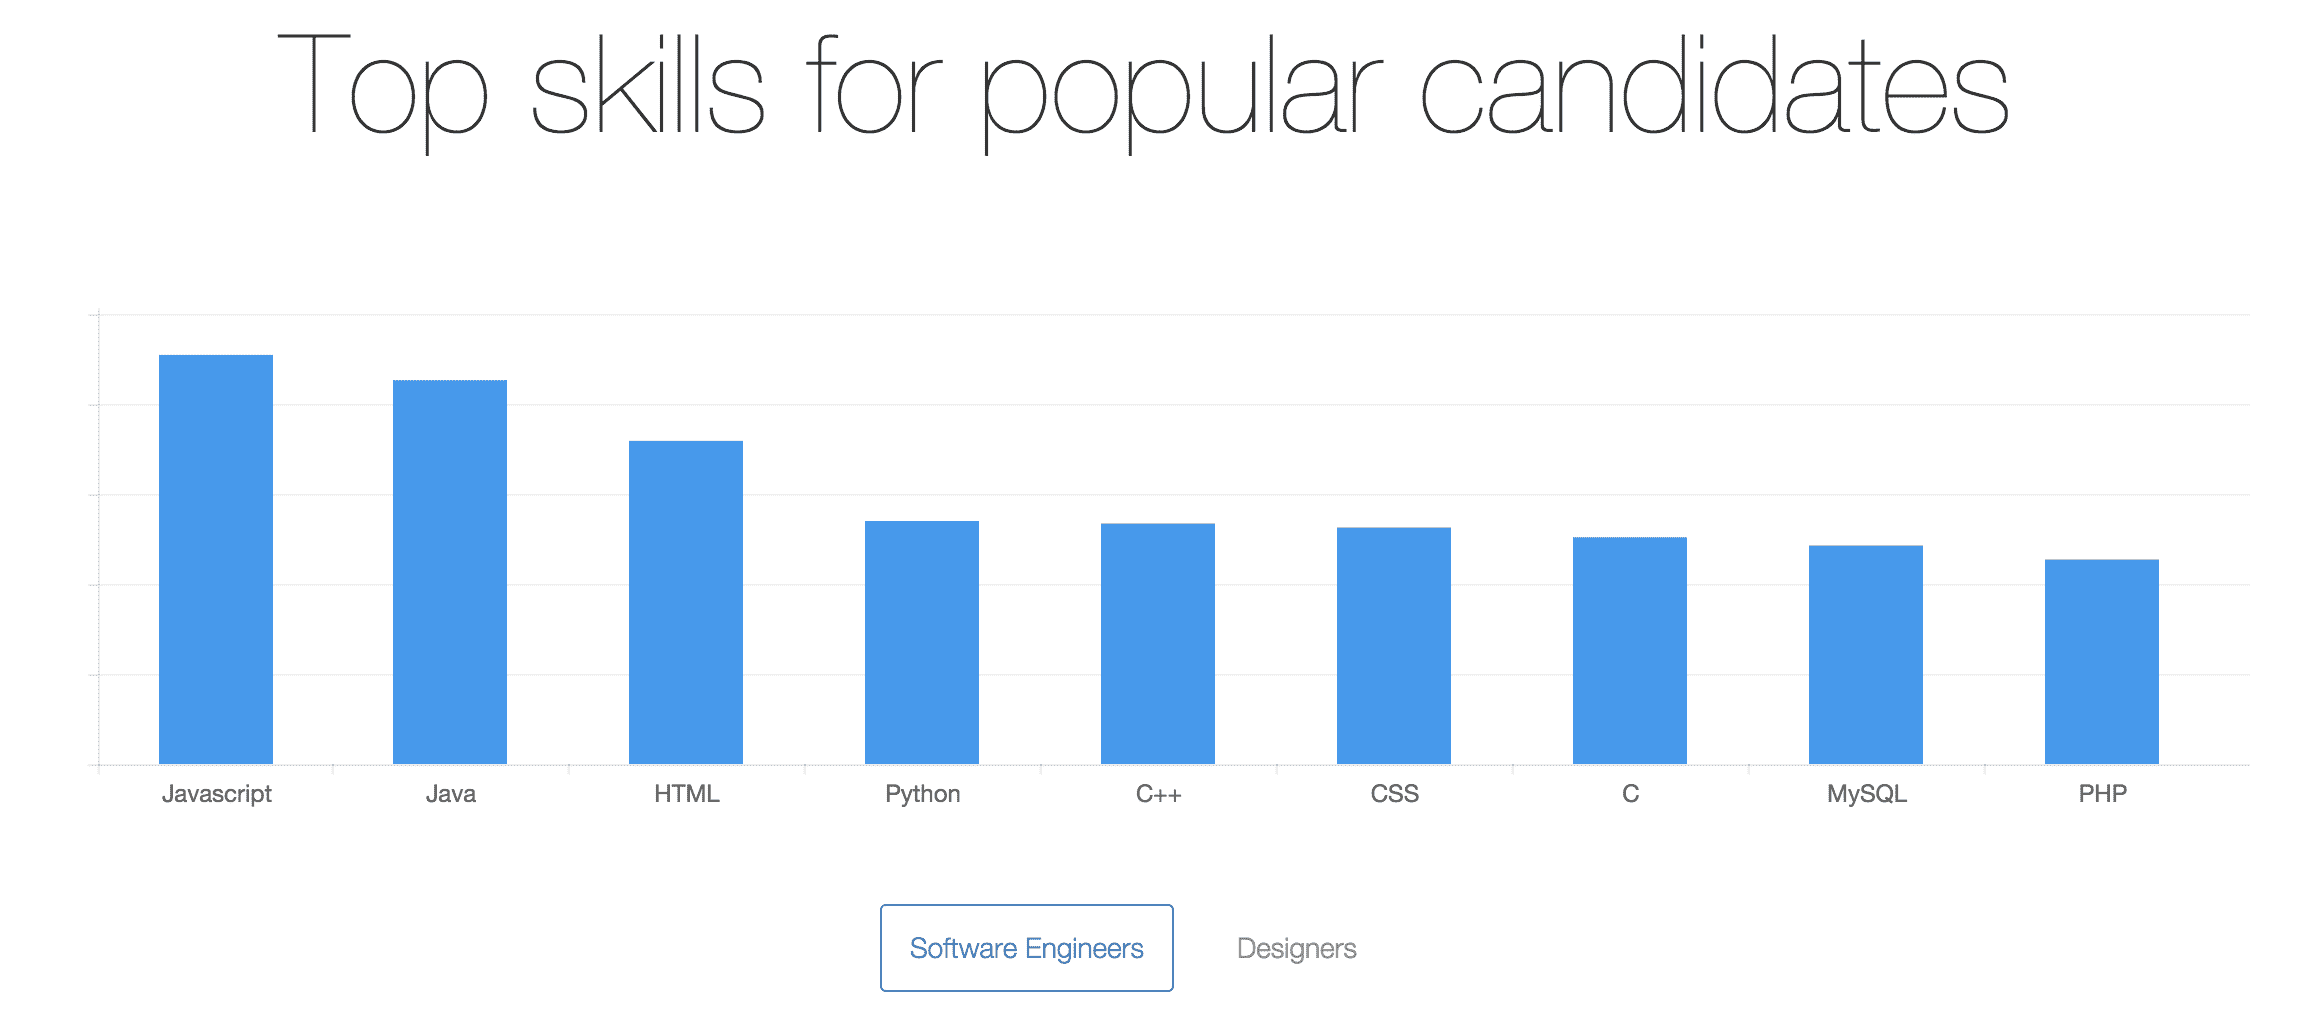 Top skills for popular candidates
Javascript Java HTML Python C++ CSS C MySQL PHP
Software Engineers Designers